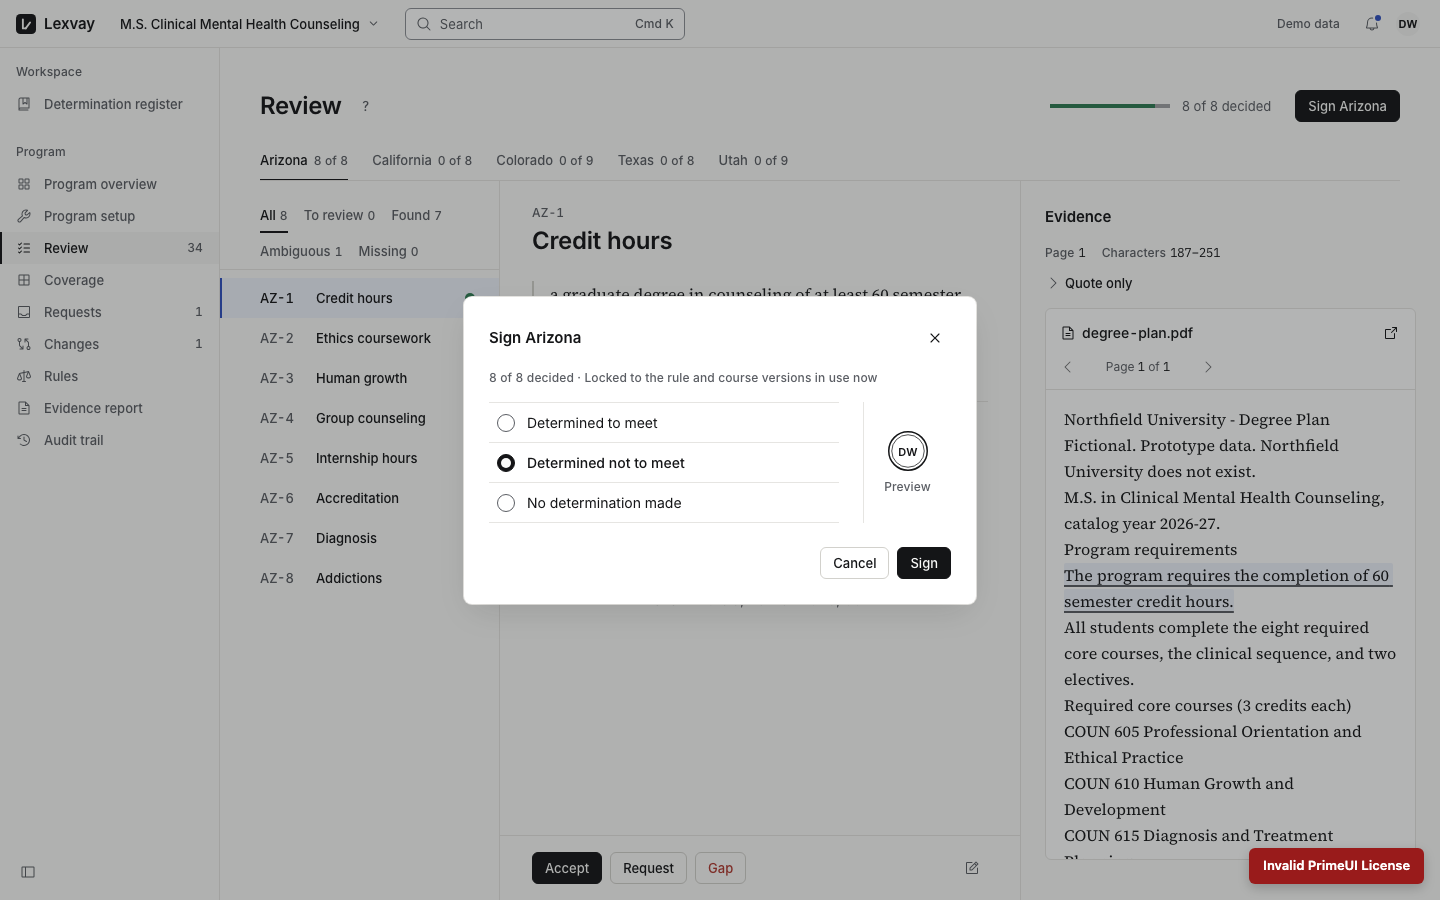 Lexvay
M.S. Clinical Mental Health Counseling
Search
Cmd K
Demo data
DW
Workspace
Determination register
Program
Program overview
Program setup
Review 34
Coverage
Requests 1
Changes 1
Rules
Evidence report
Audit trail
Review ?
8 of 8 decided
Sign Arizona
Arizona 8 of 8
California 0 of 8
Colorado 0 of 9
Texas 0 of 8
Utah 0 of 9
All 8
To review 0
Found 7
Ambiguous 1
Missing 0
AZ-1 Credit hours
AZ-2 Ethics coursework
AZ-3 Human growth
AZ-4 Group counseling
AZ-5 Internship hours
AZ-6 Accreditation
AZ-7 Diagnosis
AZ-8 Addictions
AZ-1
Credit hours
a graduate degree in counseling of at least 60 semester
Sign Arizona
8 of 8 decided · Locked to the rule and course versions in use now
Determined to meet
Determined not to meet
No determination made
DW
Preview
Cancel
Sign
Accept
Request
Gap
Evidence
Page 1
Characters 187–251
Quote only
degree-plan.pdf
Page 1 of 1
Northfield University - Degree Plan
Fictional. Prototype data. Northfield
University does not exist.
M.S. in Clinical Mental Health Counseling,
catalog year 2026-27.
Program requirements
The program requires the completion of 60
semester credit hours.
All students complete the eight required
core courses, the clinical sequence, and two
electives.
Required core courses (3 credits each)
COUN 605 Professional Orientation and
Ethical Practice
COUN 610 Human Growth and
Development
COUN 615 Diagnosis and Treatment
Invalid PrimeUI License